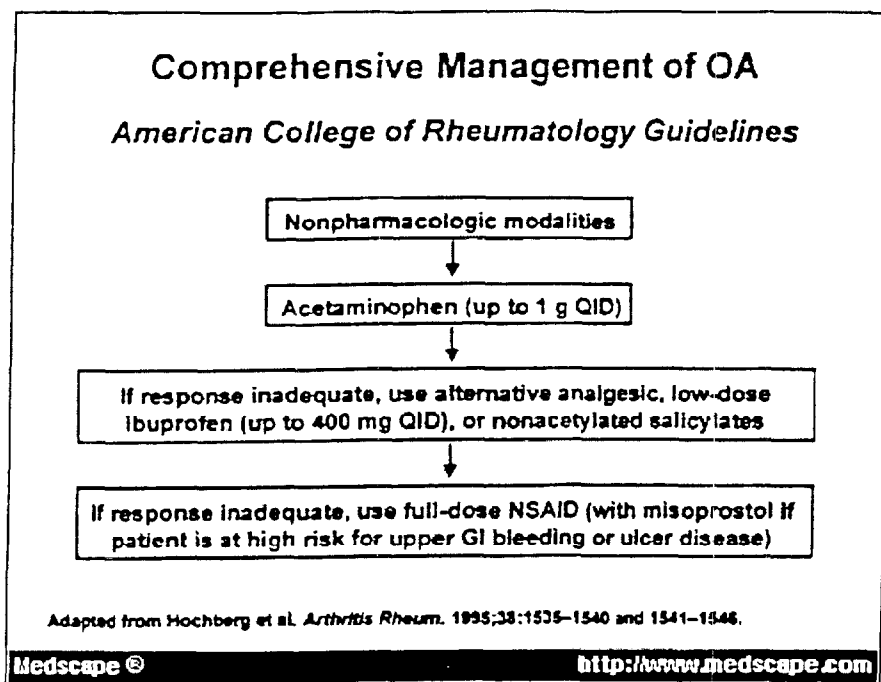 Comprehensive Management of OA
American College of Rheumatology Guidelines
Nonpharmacologic modalities
Acetaminophen (up to 1 g QID)
If response inadequate, use alternative analgesic, low-dose
ibuprofen (up to 400 mg QID), or nonacetylated salicylates
If response inadequate, use full-dose NSAID (with misoprostol if
patient is at high risk for upper GI bleeding or ulcer disease)
Adapted from Hochberg et al. Arthritis Rheum. 1995;38:1535–1540 and 1541–1546.
Medscape ® http://www.medscape.com